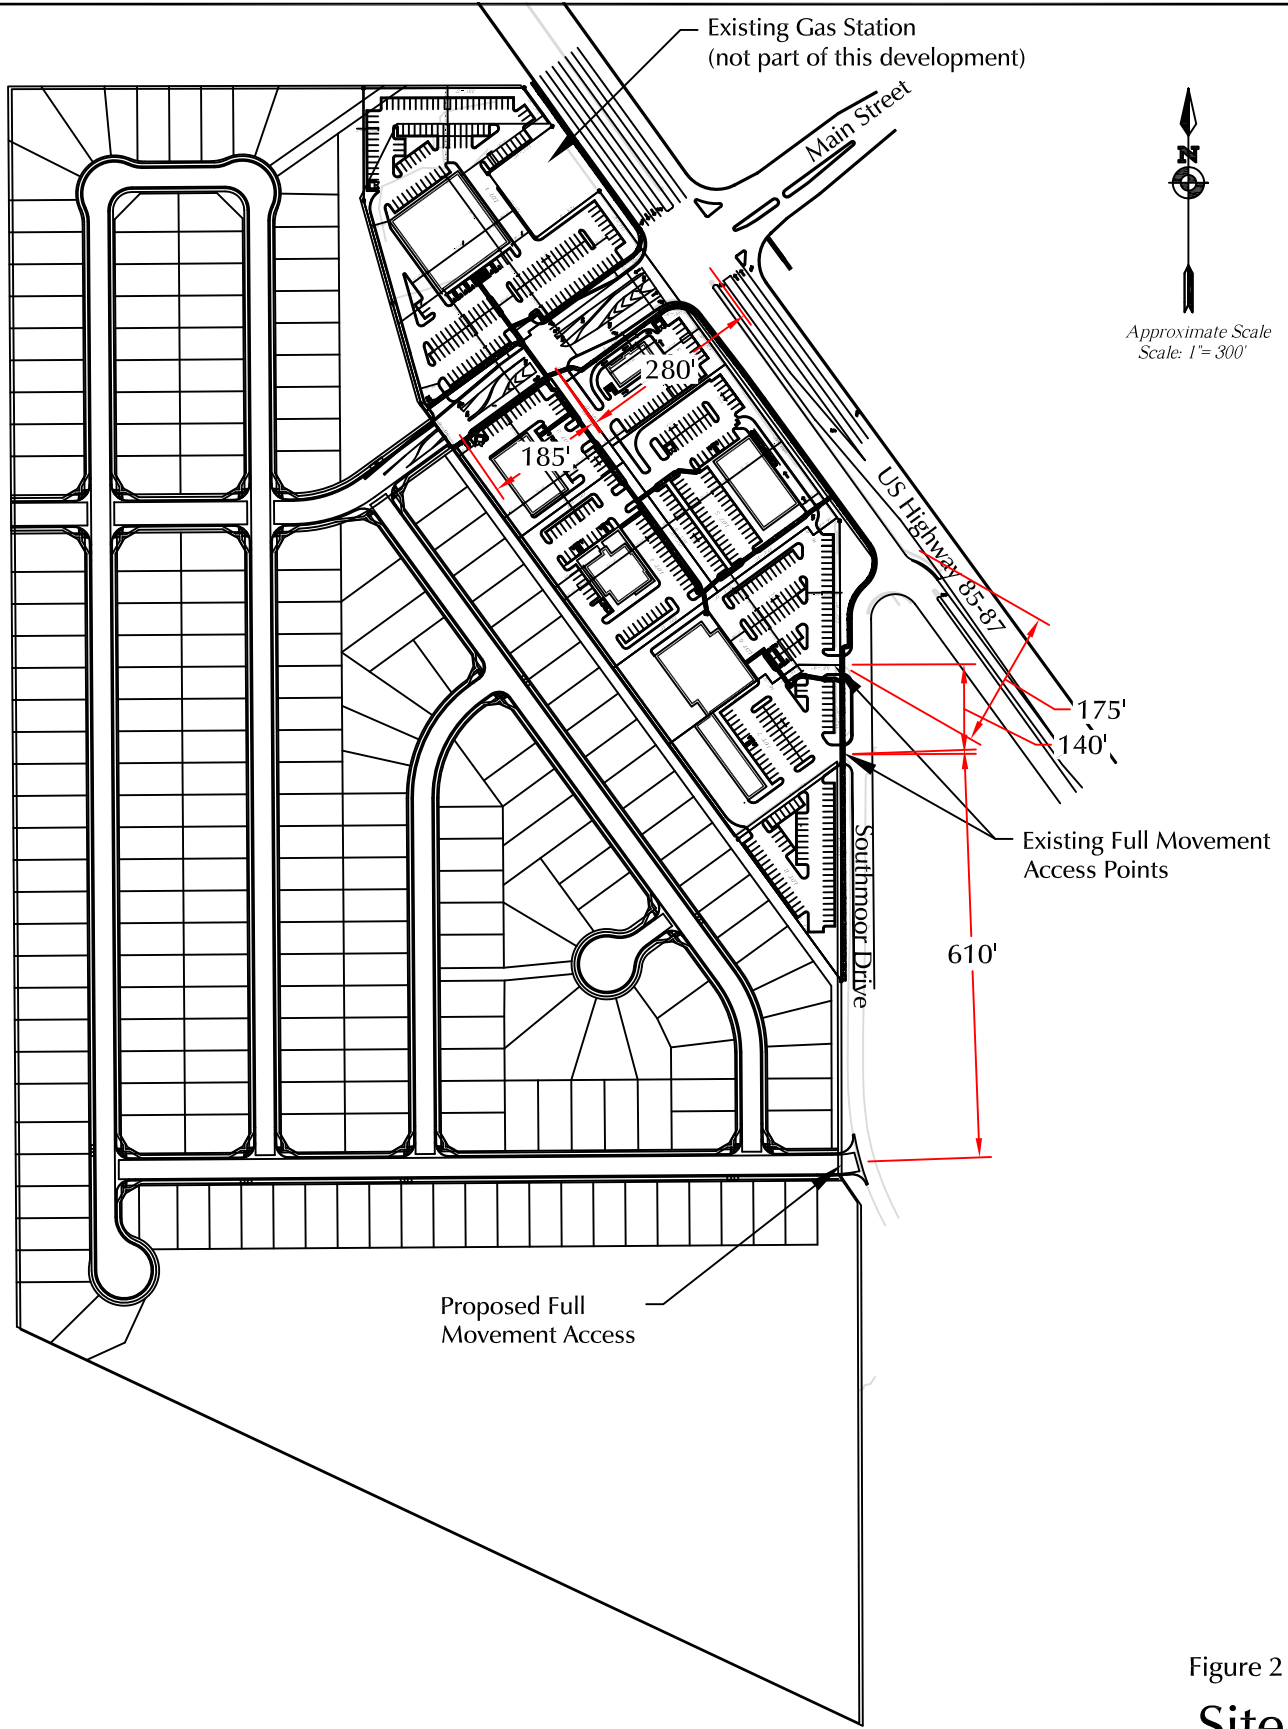 Existing Gas Station
(not part of this development)
Main Street
N
Approximate Scale
Scale: 1"= 300'
280'
185'
US Highway 85-87
175'
140'
Existing Full Movement
Access Points
Southmoor Drive
610'
Proposed Full
Movement Access
Figure 2
Site